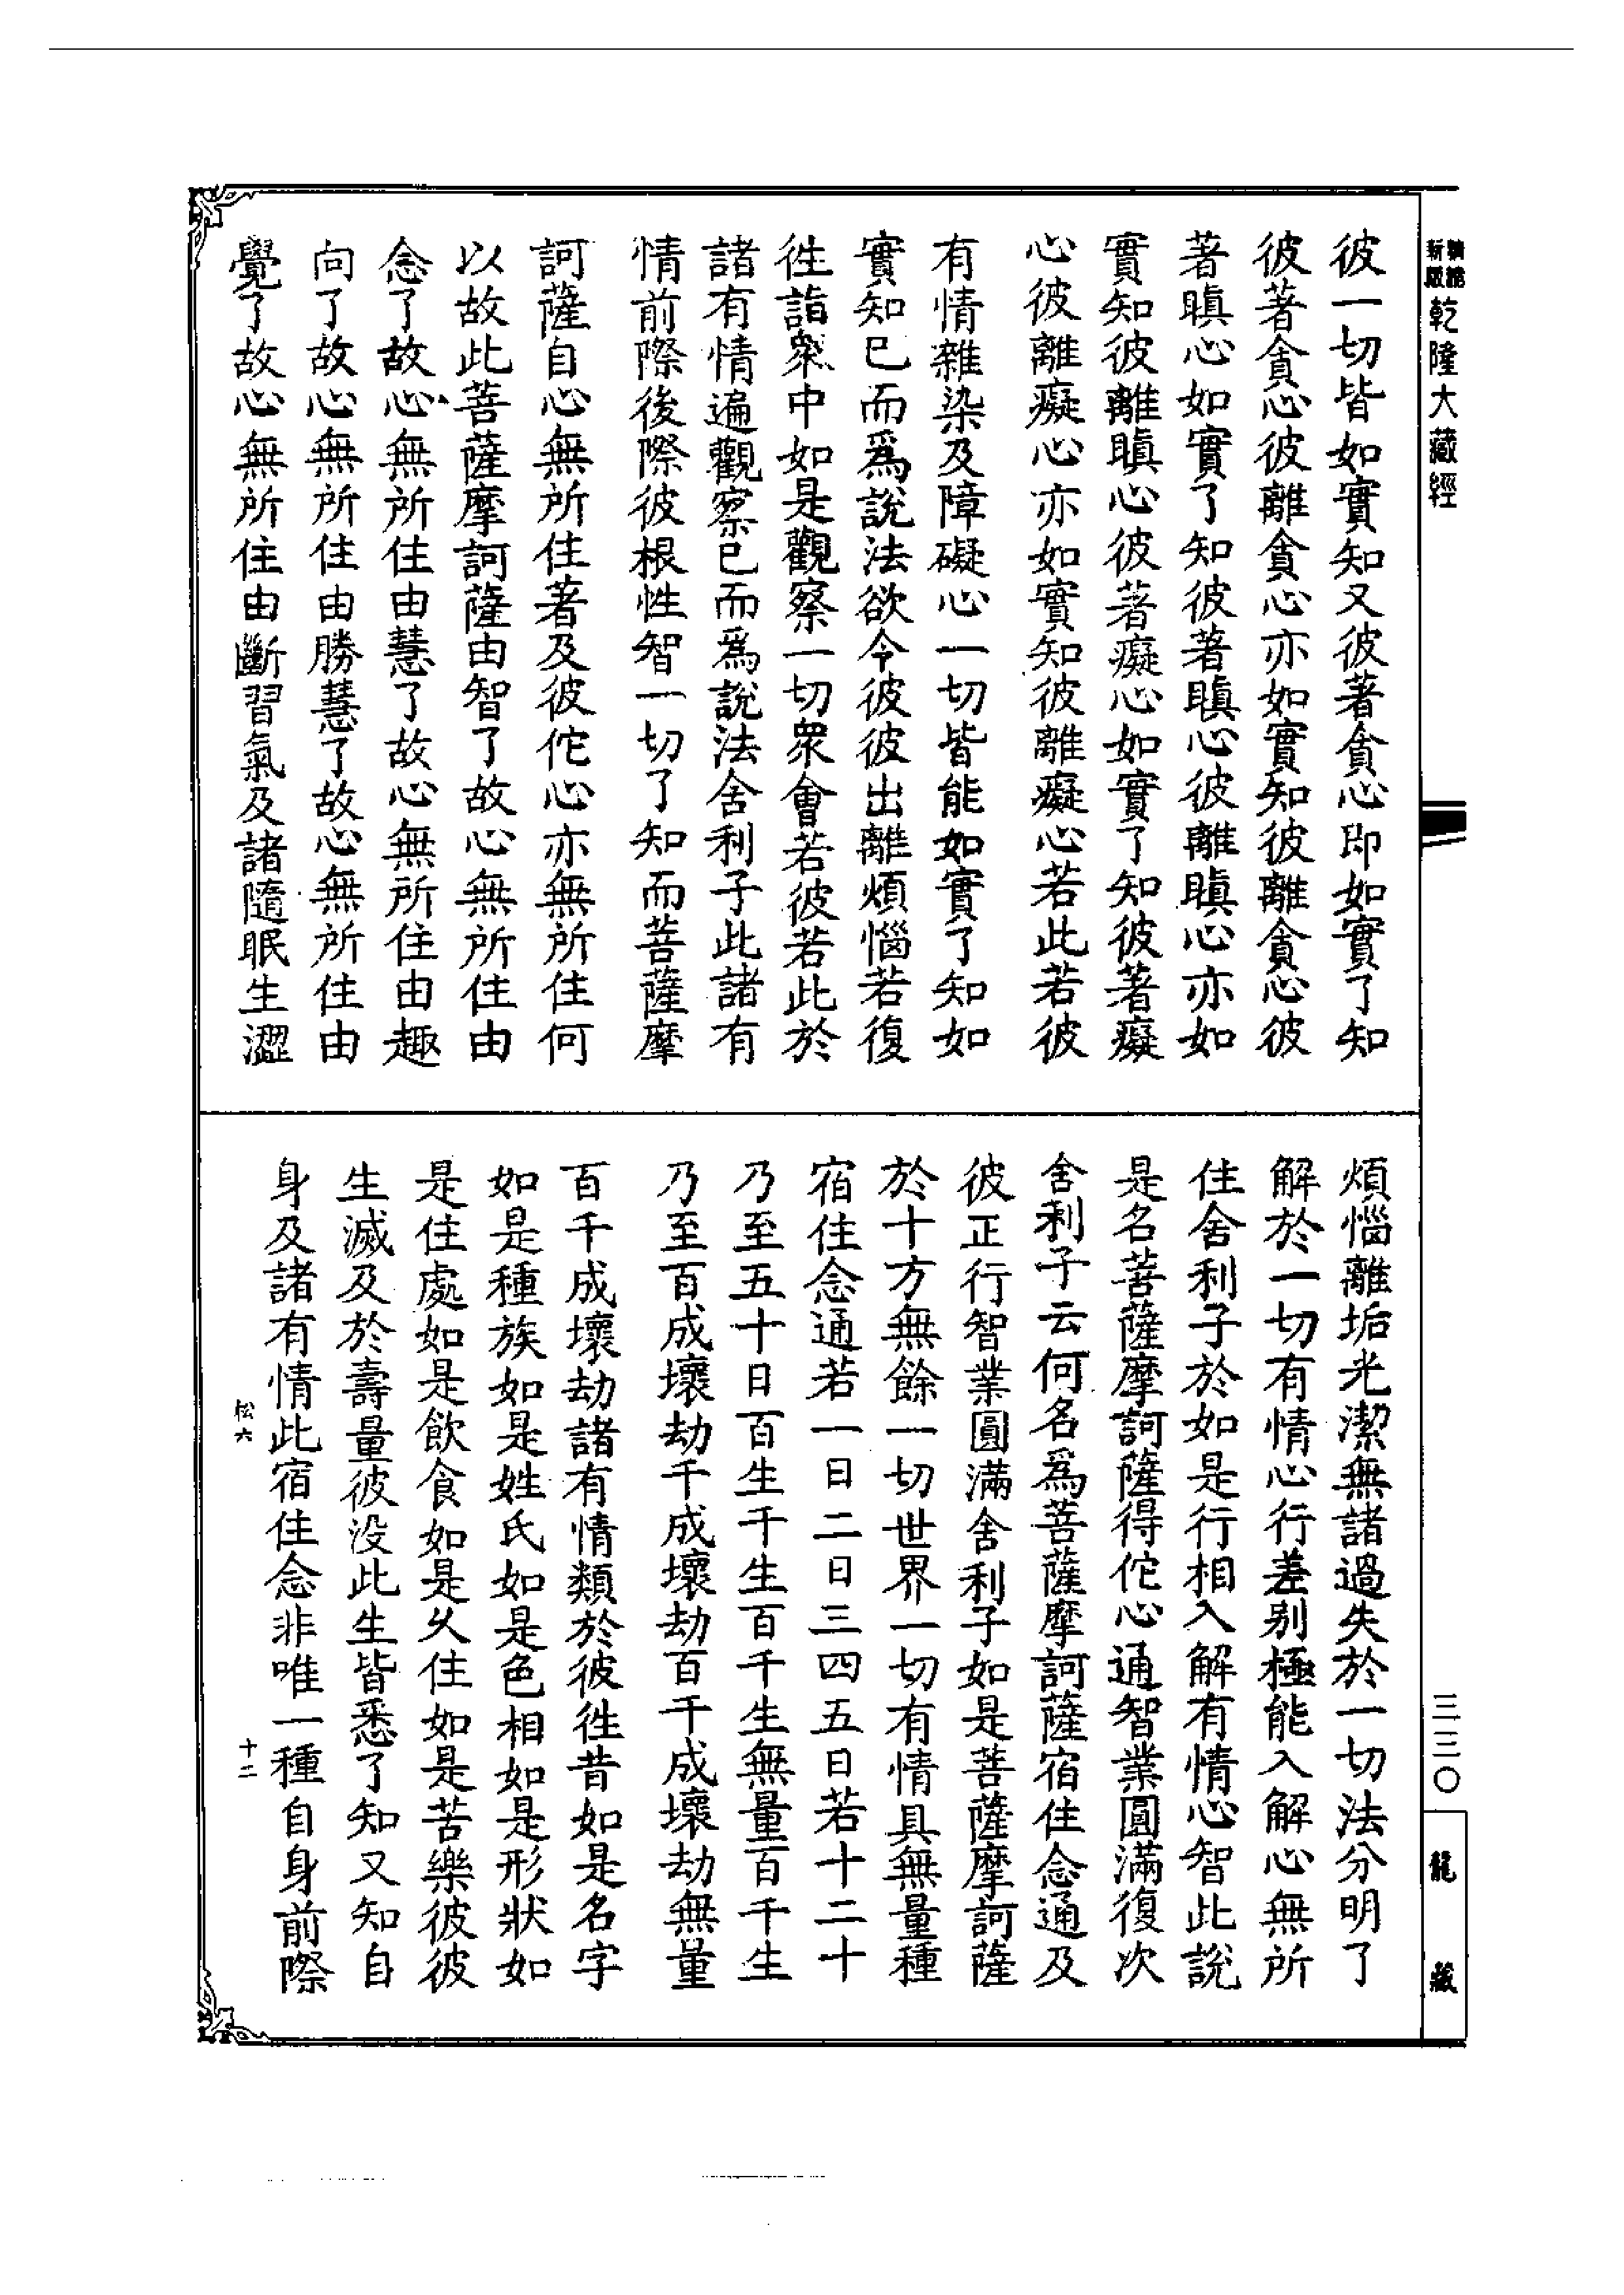 新版
乾隆大藏經
彼一切皆如實知又彼著貪心即如實了知
彼著貪心彼離貪心亦如實知彼離貪心彼
著瞋心如實了知彼著瞋心彼離瞋心亦如
實知彼離瞋心彼著癡心如實了知彼著癡
心彼離癡心亦如實知彼離癡心若此若彼
有情雜染及障礙心一切皆能如實了知如
實知已而爲說法欲令彼彼出離煩惱若復
徃詣衆中如是觀察一切衆會若彼若此於
諸有情遍觀察已而爲說法舍利子此諸有
情前際後際彼根性智一切了知而菩薩摩
訶薩自心無所住著及彼佗心亦無所住何
以故此菩薩摩訶薩由智了故心無所住由
念了故心無所住由慧了故心無所住由趣
向了故心無所住由勝慧了故心無所住由
覺了故心無所住由斷習氣及諸隨眠生澀
煩惱離垢光潔無諸過失於一切法分明了
解於一切有情心行差别極能入解心無所
住舍利子於如是行相入解有情心智此說
是名菩薩摩訶薩得佗心通智業圓滿復次
舍利子云何名爲菩薩摩訶薩宿住念通及
彼正行智業圓滿舍利子如是菩薩摩訶薩
於十方無餘一切世界一切有情具無量種
宿住念通若一日二日三四五日若十二十
乃至五十日百生千生百千生無量百千生
乃至百成壞劫千成壞劫百千成壞劫無量
百千成壞劫諸有情類於彼徃昔如是名字
如是種族如是姓氏如是色相如是形狀如
是住處如是飲食如是久住如是苦樂彼彼
生滅及於壽量彼没此生皆悉了知又知自
身及諸有情此宿住念非唯一種自身前際
松六
十二
三三〇
龍藏